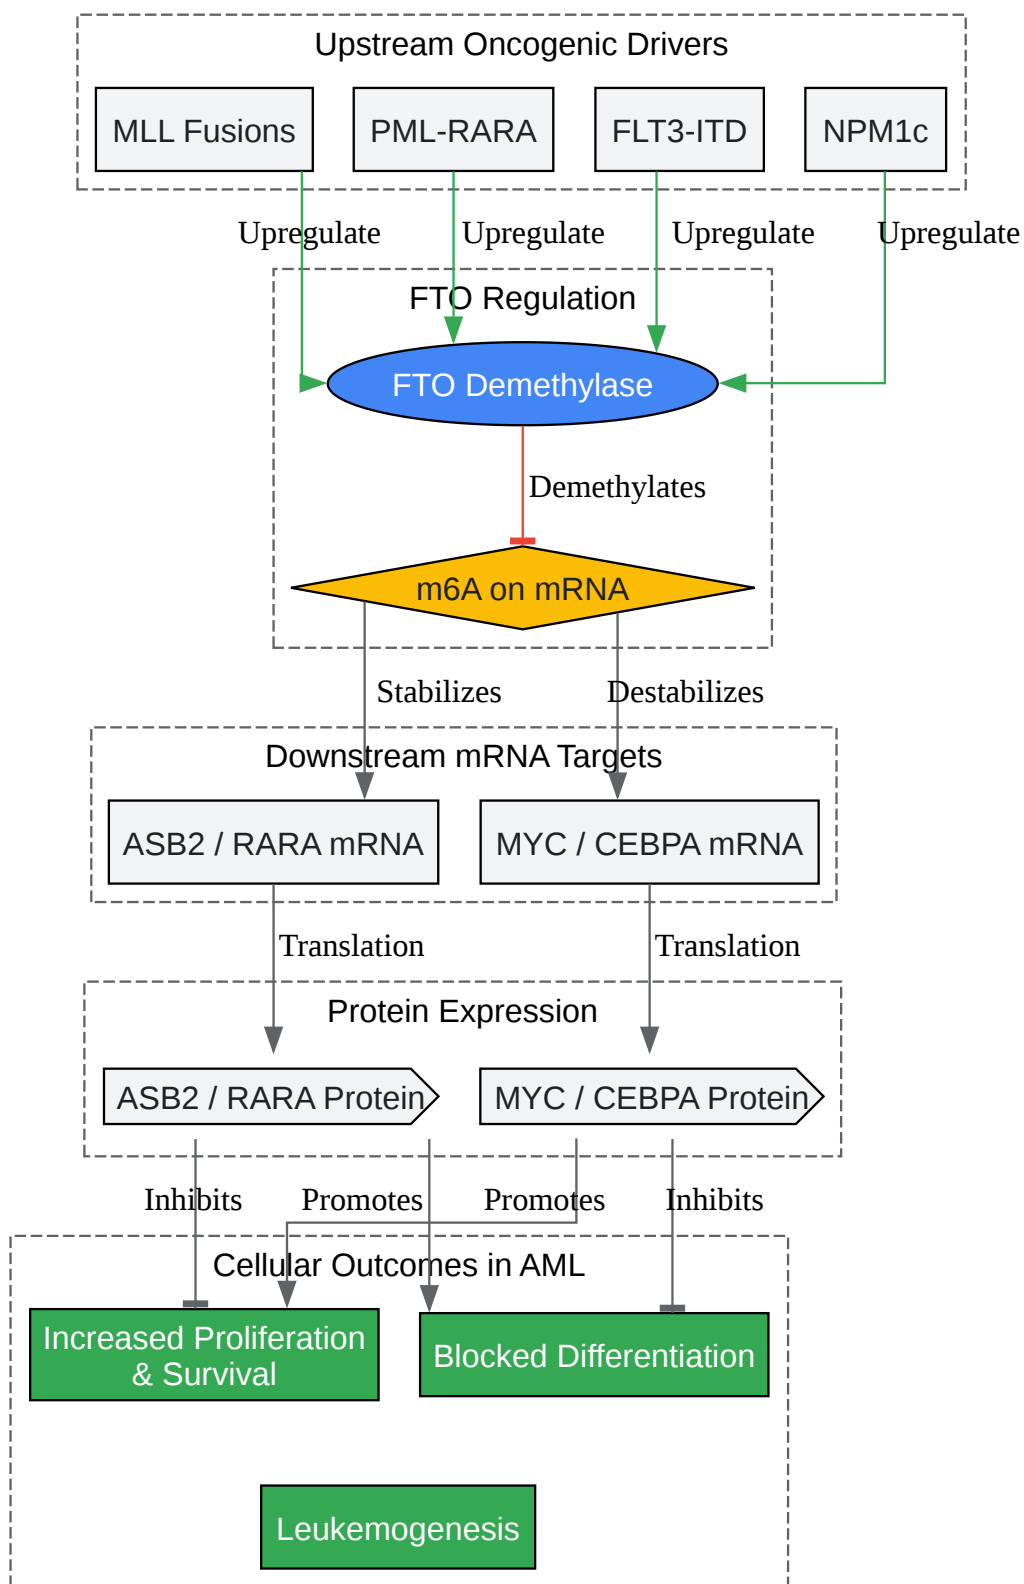 Upstream Oncogenic Drivers
MLL Fusions
PML-RARA
FLT3-ITD
NPM1c
Upregulate
Upregulate
Upregulate
Upregulate
FTO Regulation
FTO Demethylase
Demethylates
m6A on mRNA
Stabilizes
Destabilizes
Downstream mRNA Targets
ASB2 / RARA mRNA
MYC / CEBPA mRNA
Translation
Translation
Protein Expression
ASB2 / RARA Protein
MYC / CEBPA Protein
Inhibits
Promotes
Promotes
Inhibits
Cellular Outcomes in AML
Increased Proliferation
& Survival
Blocked Differentiation
Leukemogenesis